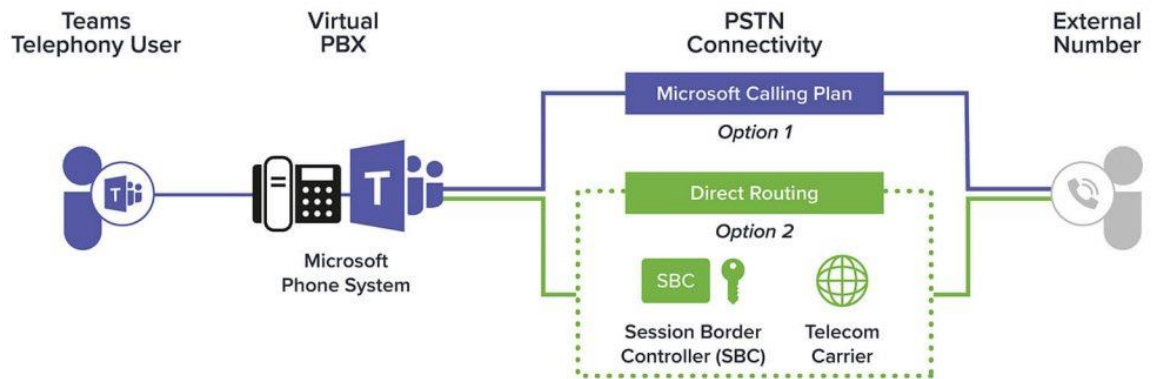 Teams
Telephony User
Virtual
PBX
PSTN
Connectivity
External
Number
Microsoft Calling Plan
Option 1
T
T
Direct Routing
Option 2
Microsoft
Phone System
SBC
Session Border
Controller (SBC)
Telecom
Carrier